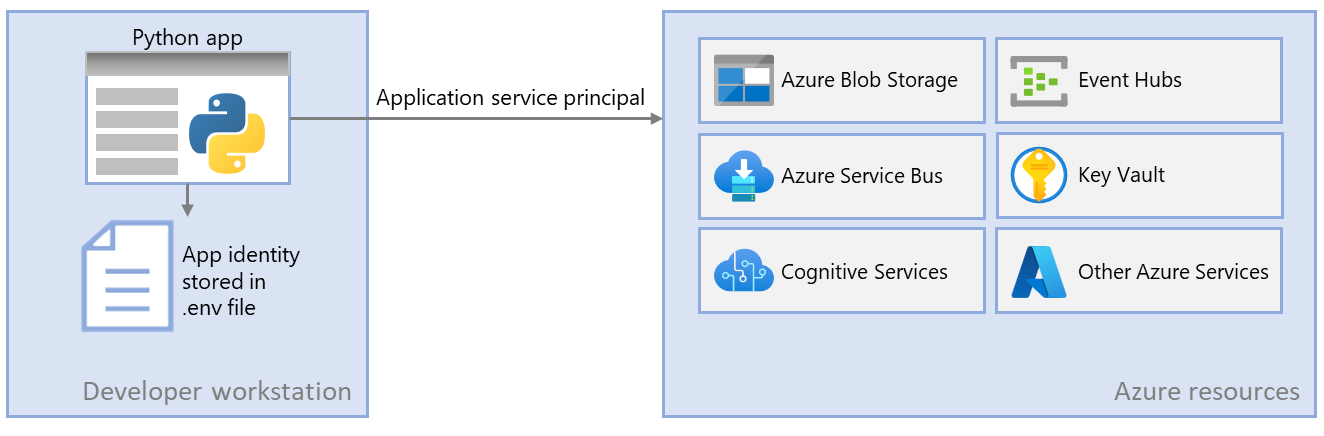 Python app
App identity
stored in
.env file
Developer workstation
Application service principal
Azure Blob Storage
Event Hubs
Azure Service Bus
Key Vault
Cognitive Services
Other Azure Services
Azure resources